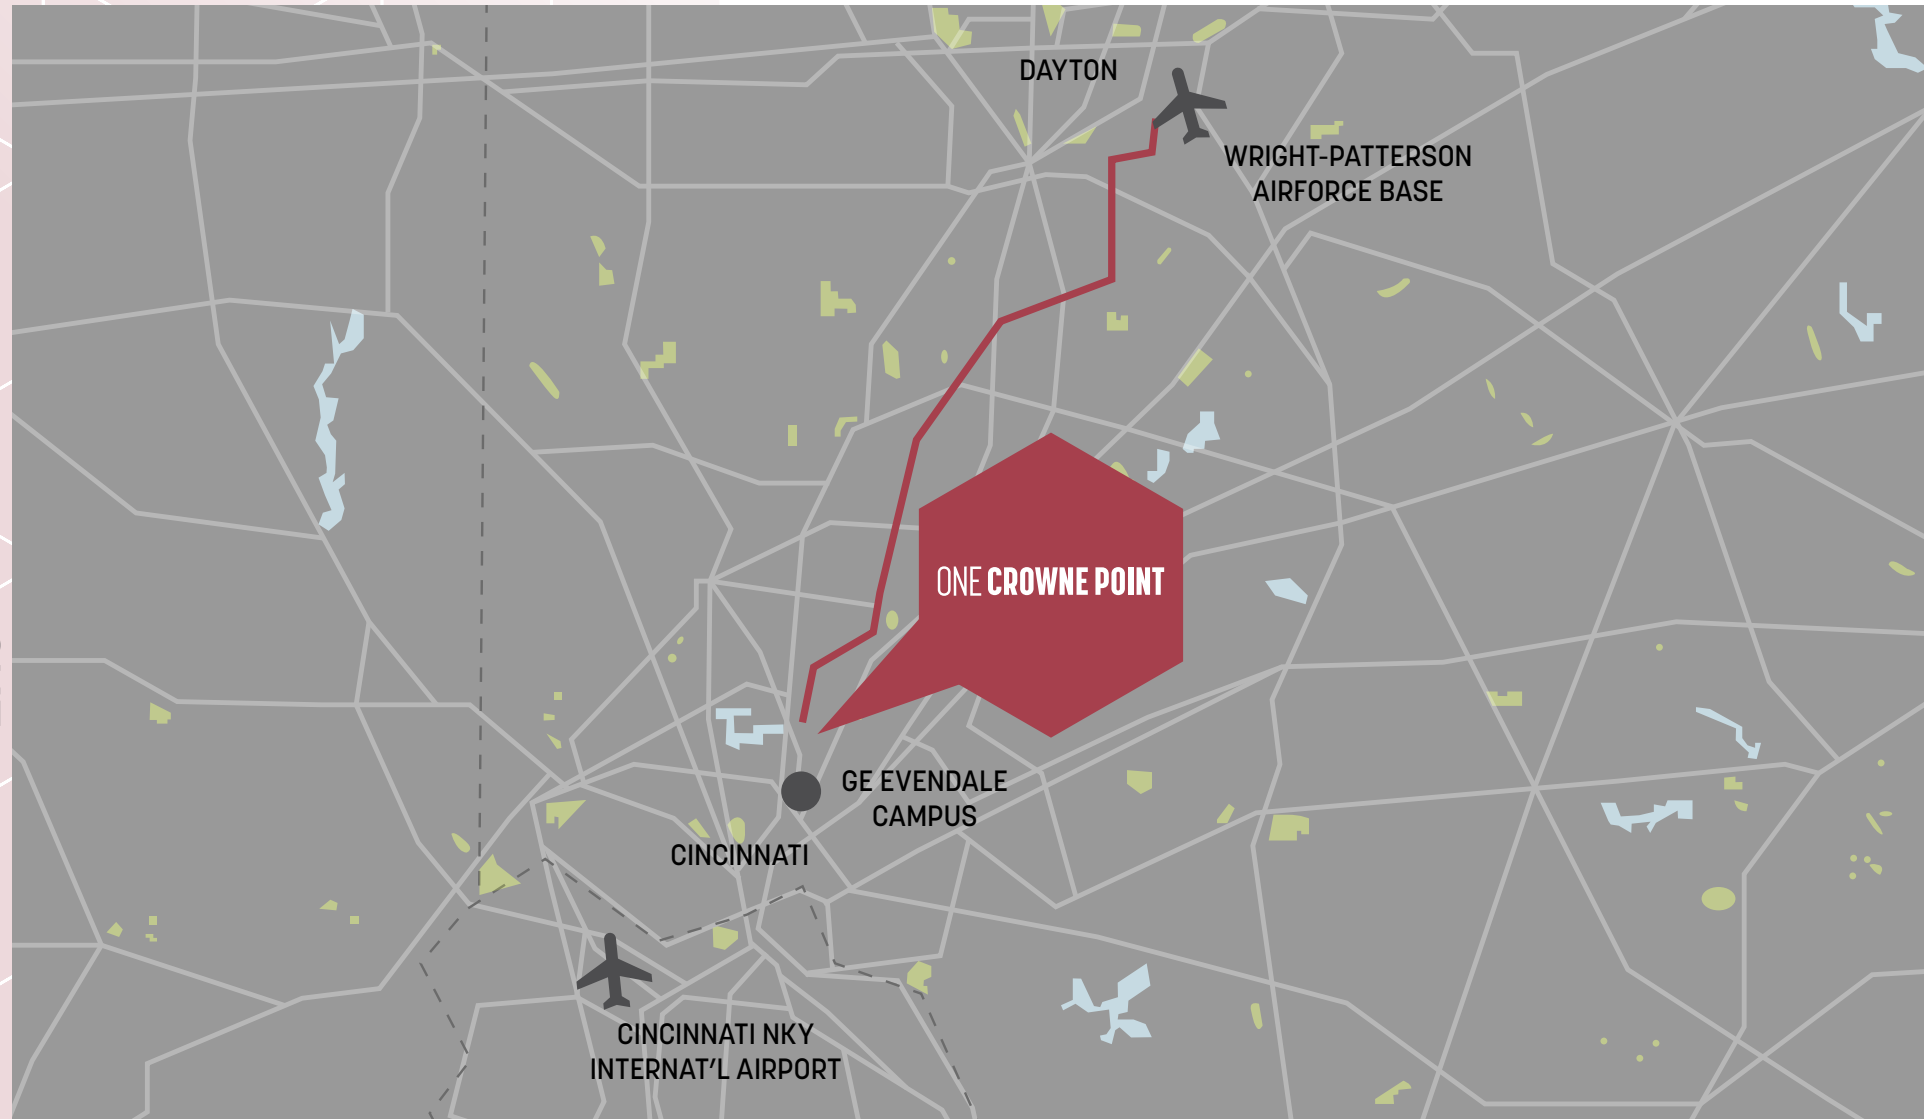 DAYTON
WRIGHT-PATTERSON
AIRFORCE BASE
ONE CROWNE POINT
GE EVENDALE
CAMPUS
CINCINNATI
CINCINNATI NKY
INTERNAT'L AIRPORT